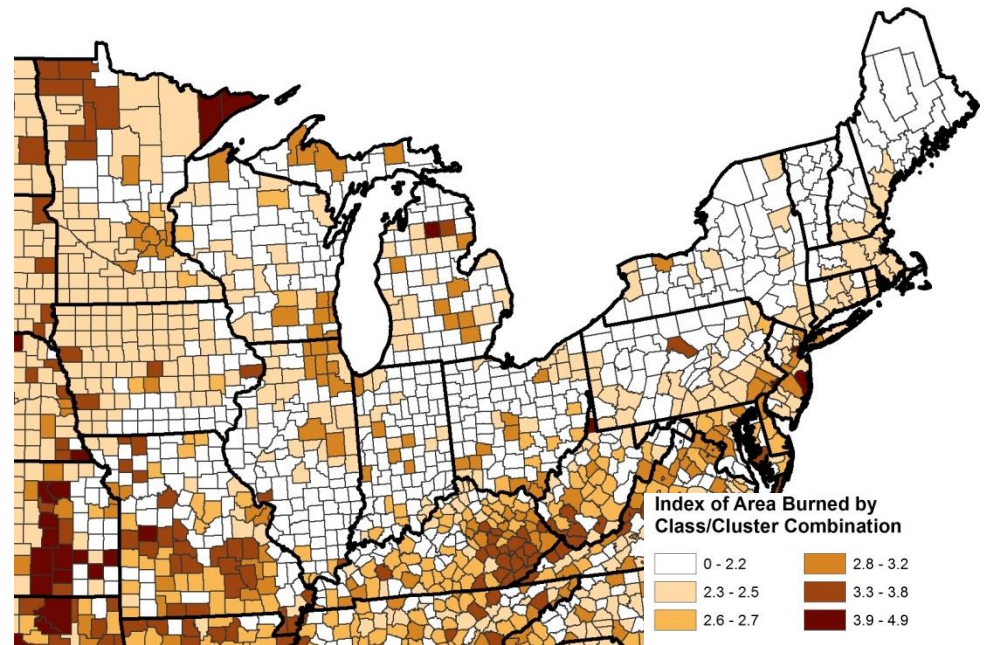 Index of Area Burned by
Class/Cluster Combination
0 - 2.2
2.3 - 2.5
2.6 - 2.7
2.8 - 3.2
3.3 - 3.8
3.9 - 4.9